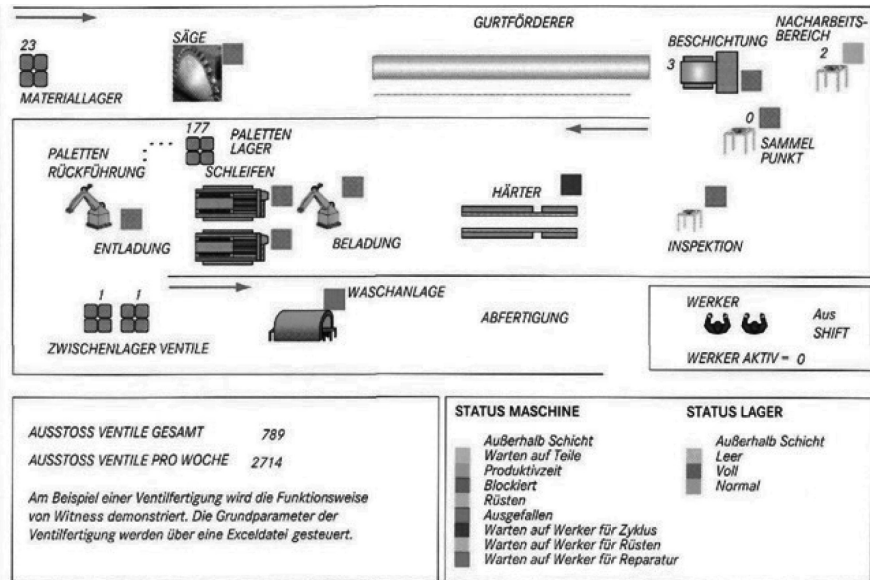 GURTFÖRDERER
NACHARBEITS-
BEREICH
2
SÄGE
BESCHICHTUNG
3
23
MATERIALLAGER
0
SAMMEL
PUNKT
177
PALETTEN
LAGER
PALETTEN
RÜCKFÜHRUNG
SCHLEIFEN
HÄRTER
ENTLADUNG
BELADUNG
INSPEKTION
1 1
ZWISCHENLAGER VENTILE
WASCHANLAGE
ABFERTIGUNG
WERKER
Aus
SHIFT
WERKER AKTIV = 0
AUSSTOSS VENTILE GESAMT 789
AUSSTOSS VENTILE PRO WOCHE 2714
Am Beispiel einer Ventilfertigung wird die Funktionsweise
von Witness demonstriert. Die Grundparameter der
Ventilfertigung werden über eine Exceldatei gesteuert.
STATUS MASCHINE
Außerhalb Schicht
Warten auf Teile
Produktivzeit
Blockiert
Rüsten
Ausgefallen
Warten auf Werker für Zyklus
Warten auf Werker für Rüsten
Warten auf Werker für Reparatur
STATUS LAGER
Außerhalb Schicht
Leer
Voll
Normal